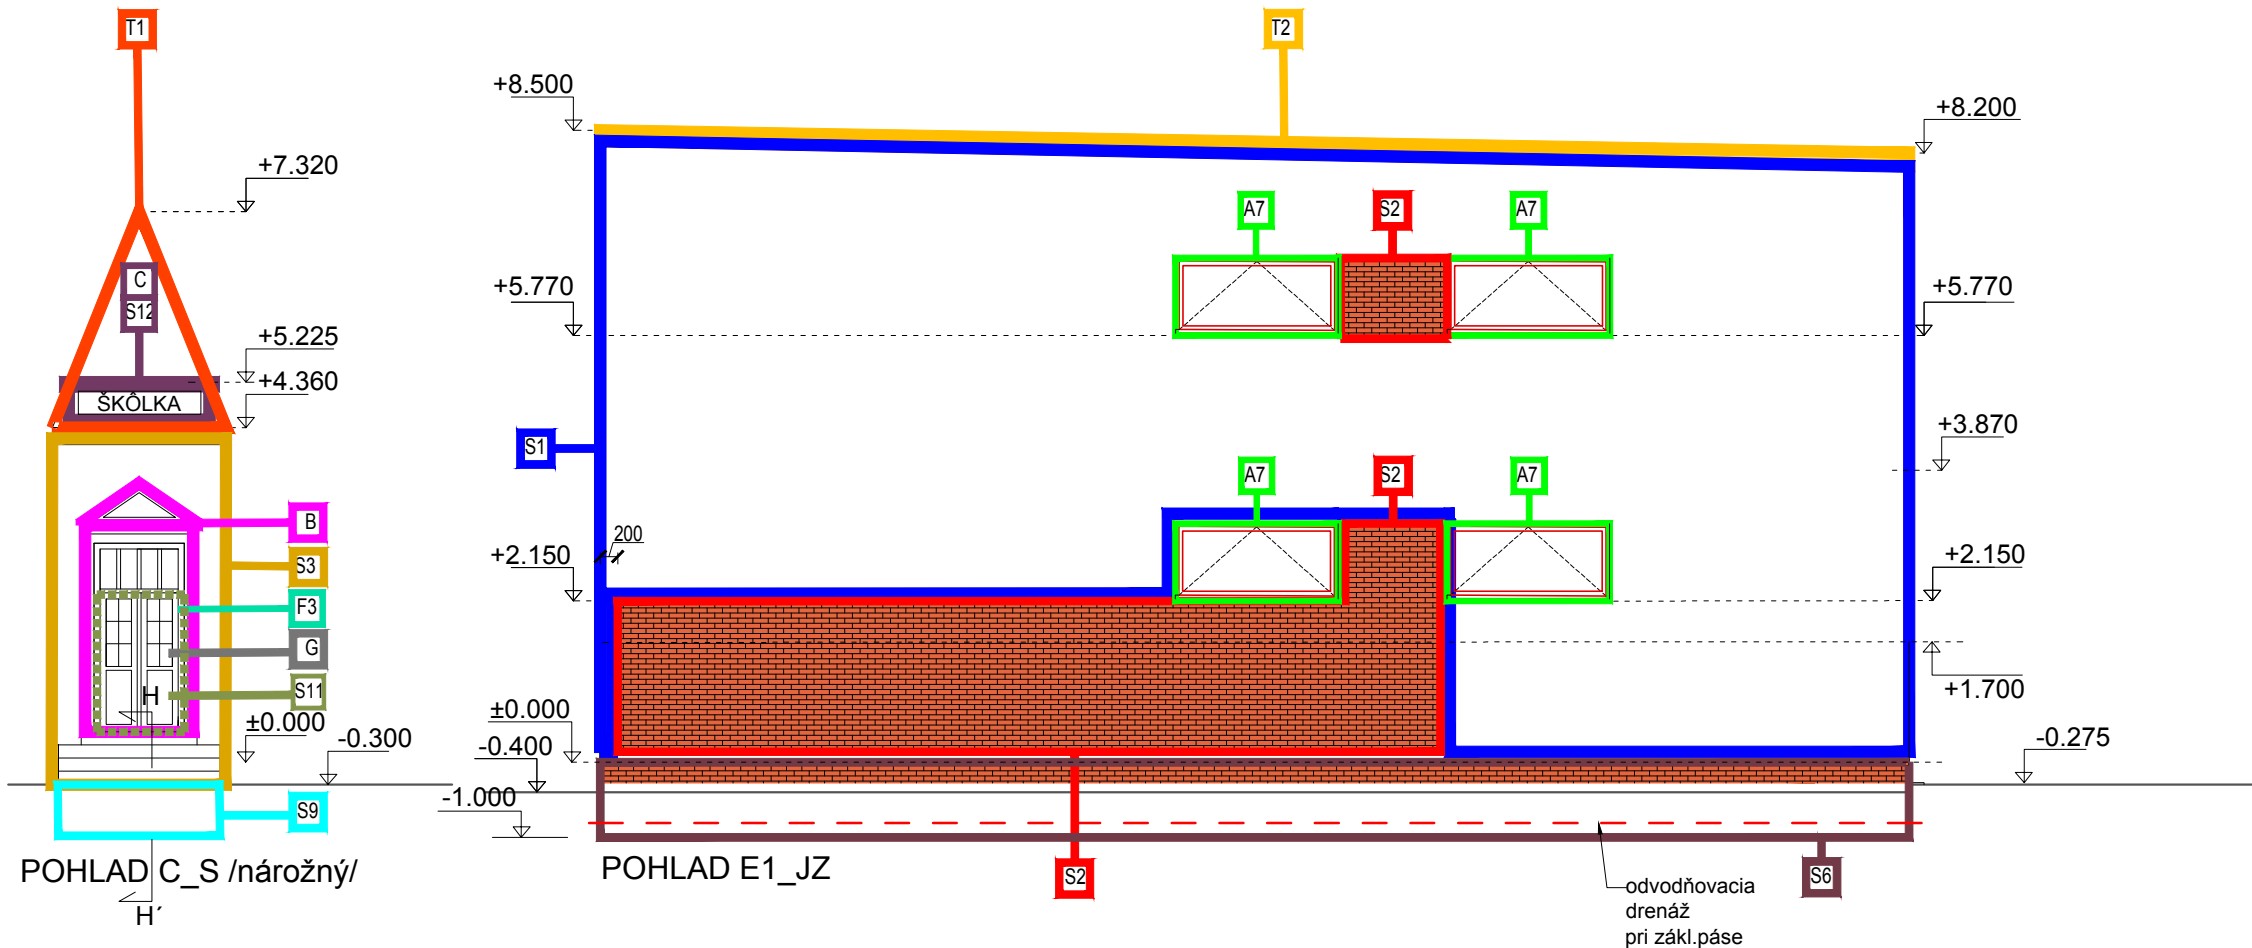 T1
+7.320
C
S12
+5.225
+4.360
ŠKÔLKA
B
S3
F3
G
S11
H
±0.000
-0.300
S9
POHLAD C_S /nárožný/
H´
T2
+8.500
+8.200
A7
S2
A7
+5.770
+5.770
S1
+3.870
A7
S2
A7
200
+2.150
+2.150
+1.700
±0.000
-0.400
-0.275
-1.000
POHLAD E1_JZ
S2
S6
odvodňovacia
drenáž
pri zákl.páse